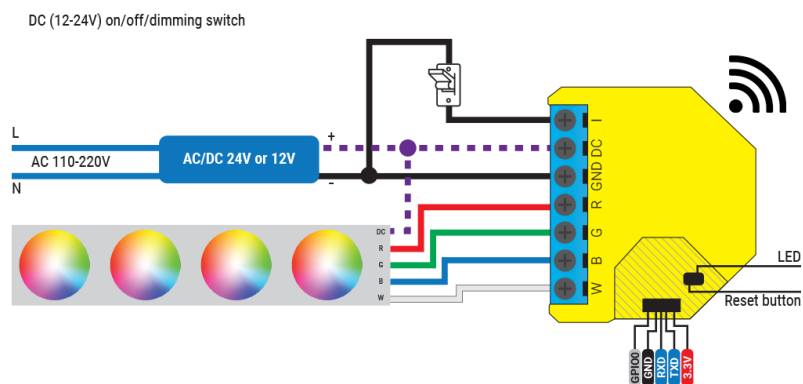 DC (12-24V) on/off/dimming switch
L
AC 110-220V
N
AC/DC 24V or 12V
+
-
I
DC
GND
R
G
B
W
DC
R
G
B
W
LED
Reset button
GPIO0
GND
RXD
TXD
3.3V